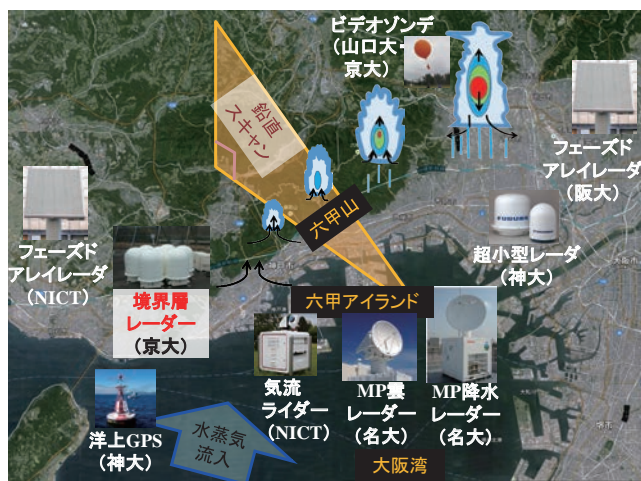 ビデオゾンデ
(山口大・
京大)
鉛直
スキャン
フェーズド
アレイレーダ
(阪大)
六甲山
フェーズド
アレイレーダ
(NICT)
FURUNO
超小型レーダ
(神大)
境界層
レーダー
(京大)
六甲アイランド
気流
ライダー
(NICT)
MP雲
レーダー
(名大)
MP降水
レーダー
(名大)
洋上GPS
(神大)
水蒸気
流入
大阪湾